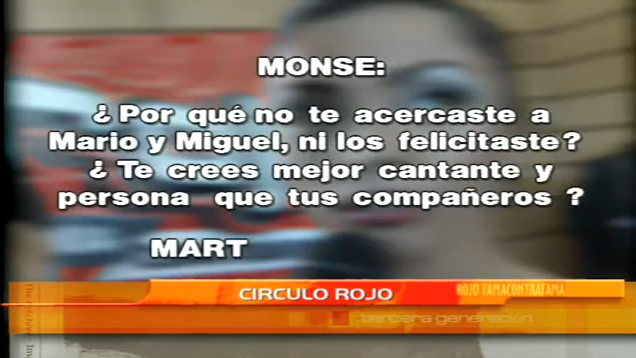 MONSE:
¿ Por qué no te acercaste a
Mario y Miguel, ni los felicitaste?
¿ Te crees mejor cantante y
persona que tus compañeros ?
MART
CIRCULO ROJO
ROJO FAMACONTRAFAMA
tercera generación